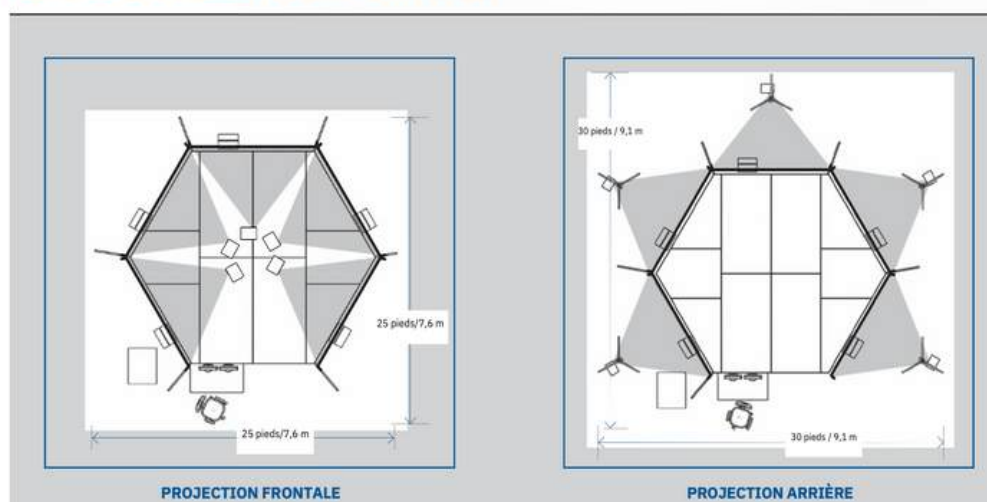 30 pieds / 9,1 m
25 pieds/7,6 m
25 pieds/7,6 m
30 pieds / 9,1 m
PROJECTION FRONTALE
PROJECTION ARRIÈRE